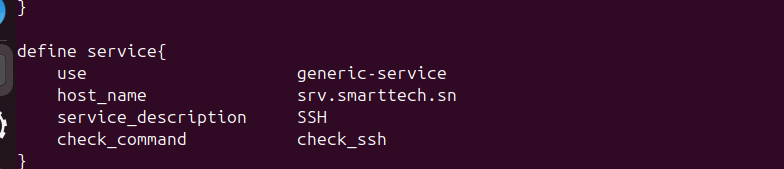 }
define service{
    use                     generic-service
    host_name               srv.smarttech.sn
    service_description     SSH
    check_command           check_ssh
}